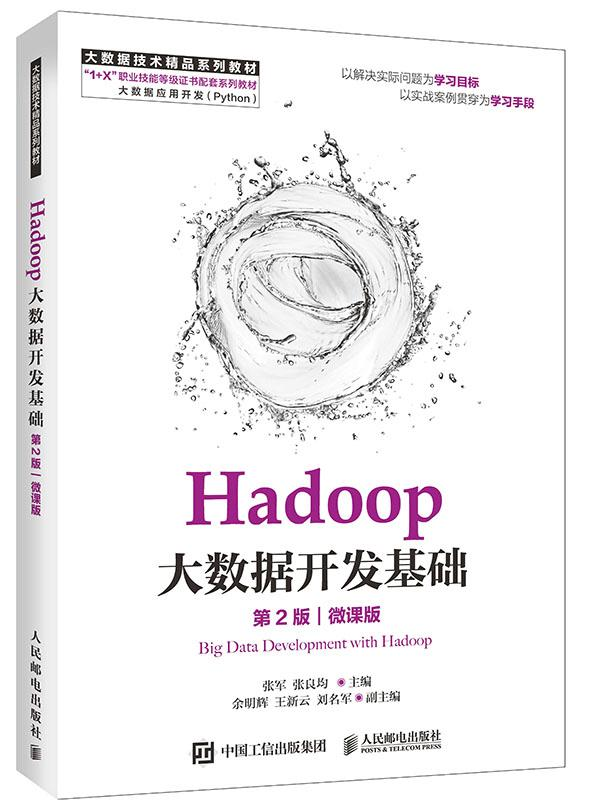 大数据技术精品系列教材
“1+X”职业技能等级证书配套系列教材
大数据应用开发（Python）
以解决实际问题为学习目标
以实战案例贯穿为学习手段
Hadoop
大数据开发基础
第2版|微课版
Big Data Development with Hadoop
张军 张良均 ◉主编
余明辉 王新云 刘名军 ◉副主编
中国工信出版集团
人民邮电出版社
POSTS & TELECOM PRESS
大数据技术精品系列教材
Hadoop大数据开发基础
第2版|微课版
人民邮电出版社